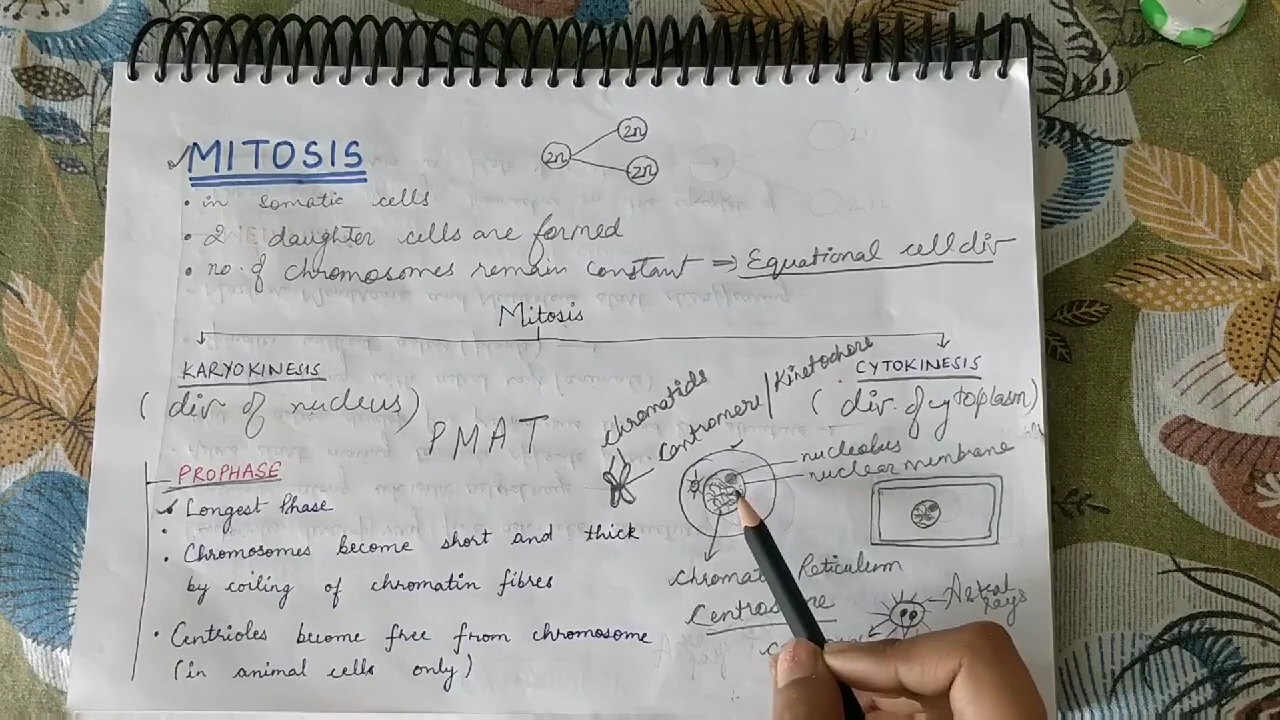 MITOSIS
2n 2n 2n
• in somatic cells
• 2 daughter cells are formed
• no. of chromosomes remain constant ⇒ Equational cell div
Mitosis
KARYOKINESIS
(div of nucleus)
CYTOKINESIS
(div. of cytoplasm)
PMAT
chromatids
Centromere/Kinetochore
nucleolus
nuclear membrane
PROPHASE
Longest Phase
• Chromosomes become short and thick
by coiling of chromatin fibres
Reticulum
Astral
rays
• Centrioles become free from chromosome
(in animal cells only)